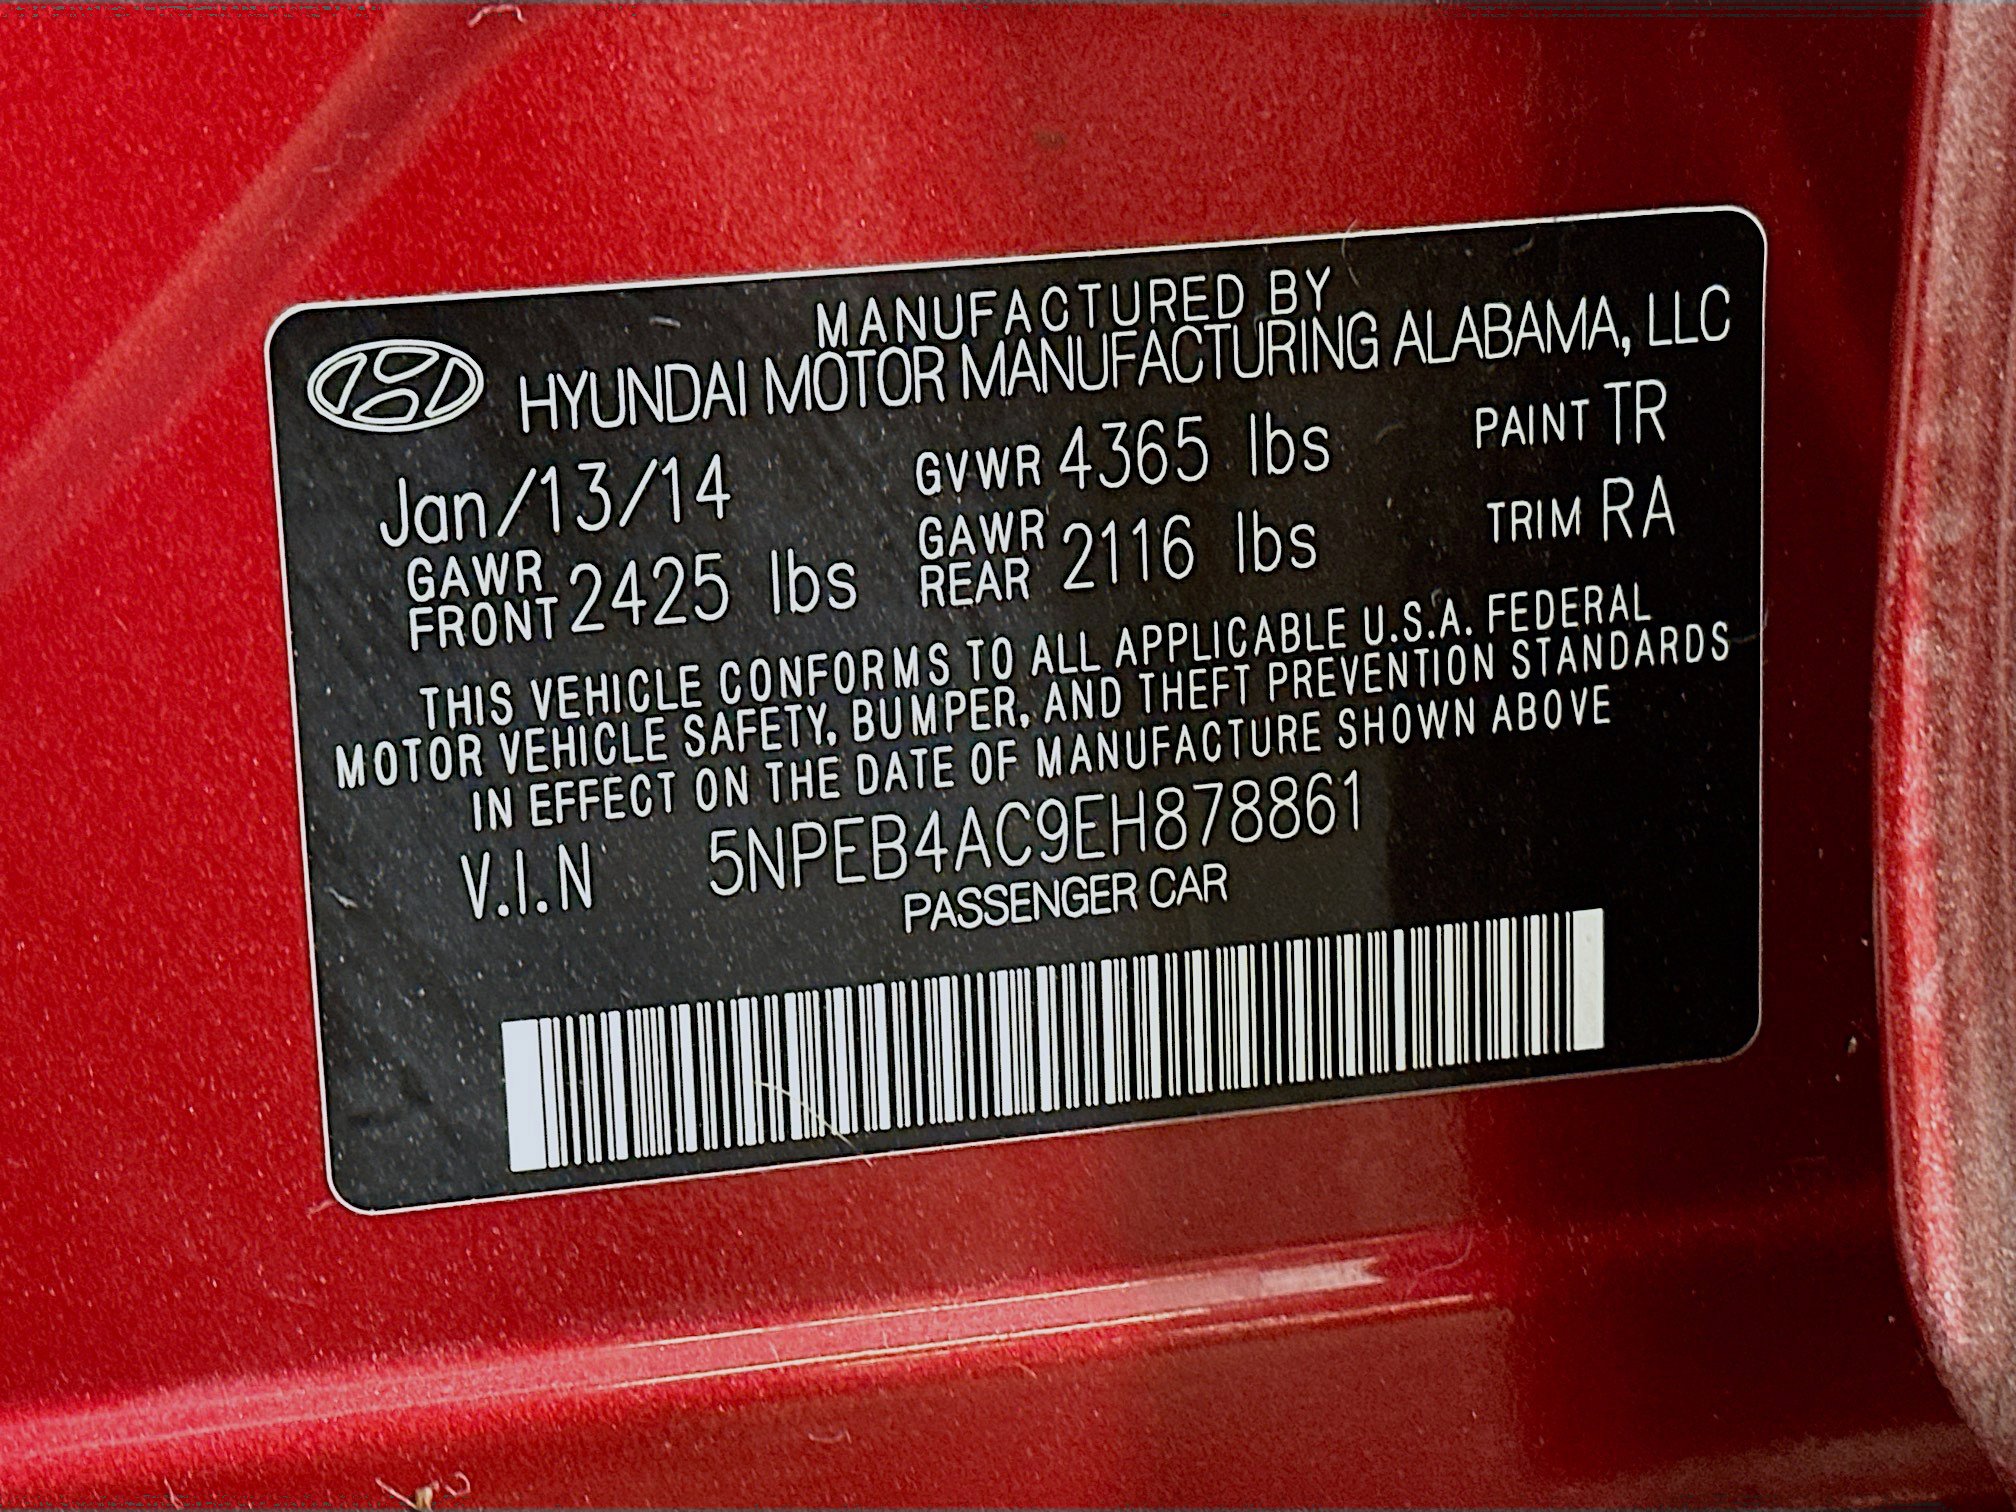 MANUFACTURED BY
HYUNDAI MOTOR MANUFACTURING ALABAMA, LLC
Jan/13/14 GVWR 4365 lbs PAINT TR
GAWR FRONT 2425 lbs GAWR REAR 2116 lbs TRIM RA
THIS VEHICLE CONFORMS TO ALL APPLICABLE U.S.A. FEDERAL
MOTOR VEHICLE SAFETY, BUMPER, AND THEFT PREVENTION STANDARDS
IN EFFECT ON THE DATE OF MANUFACTURE SHOWN ABOVE
V.I.N 5NPEB4AC9EH878861
PASSENGER CAR